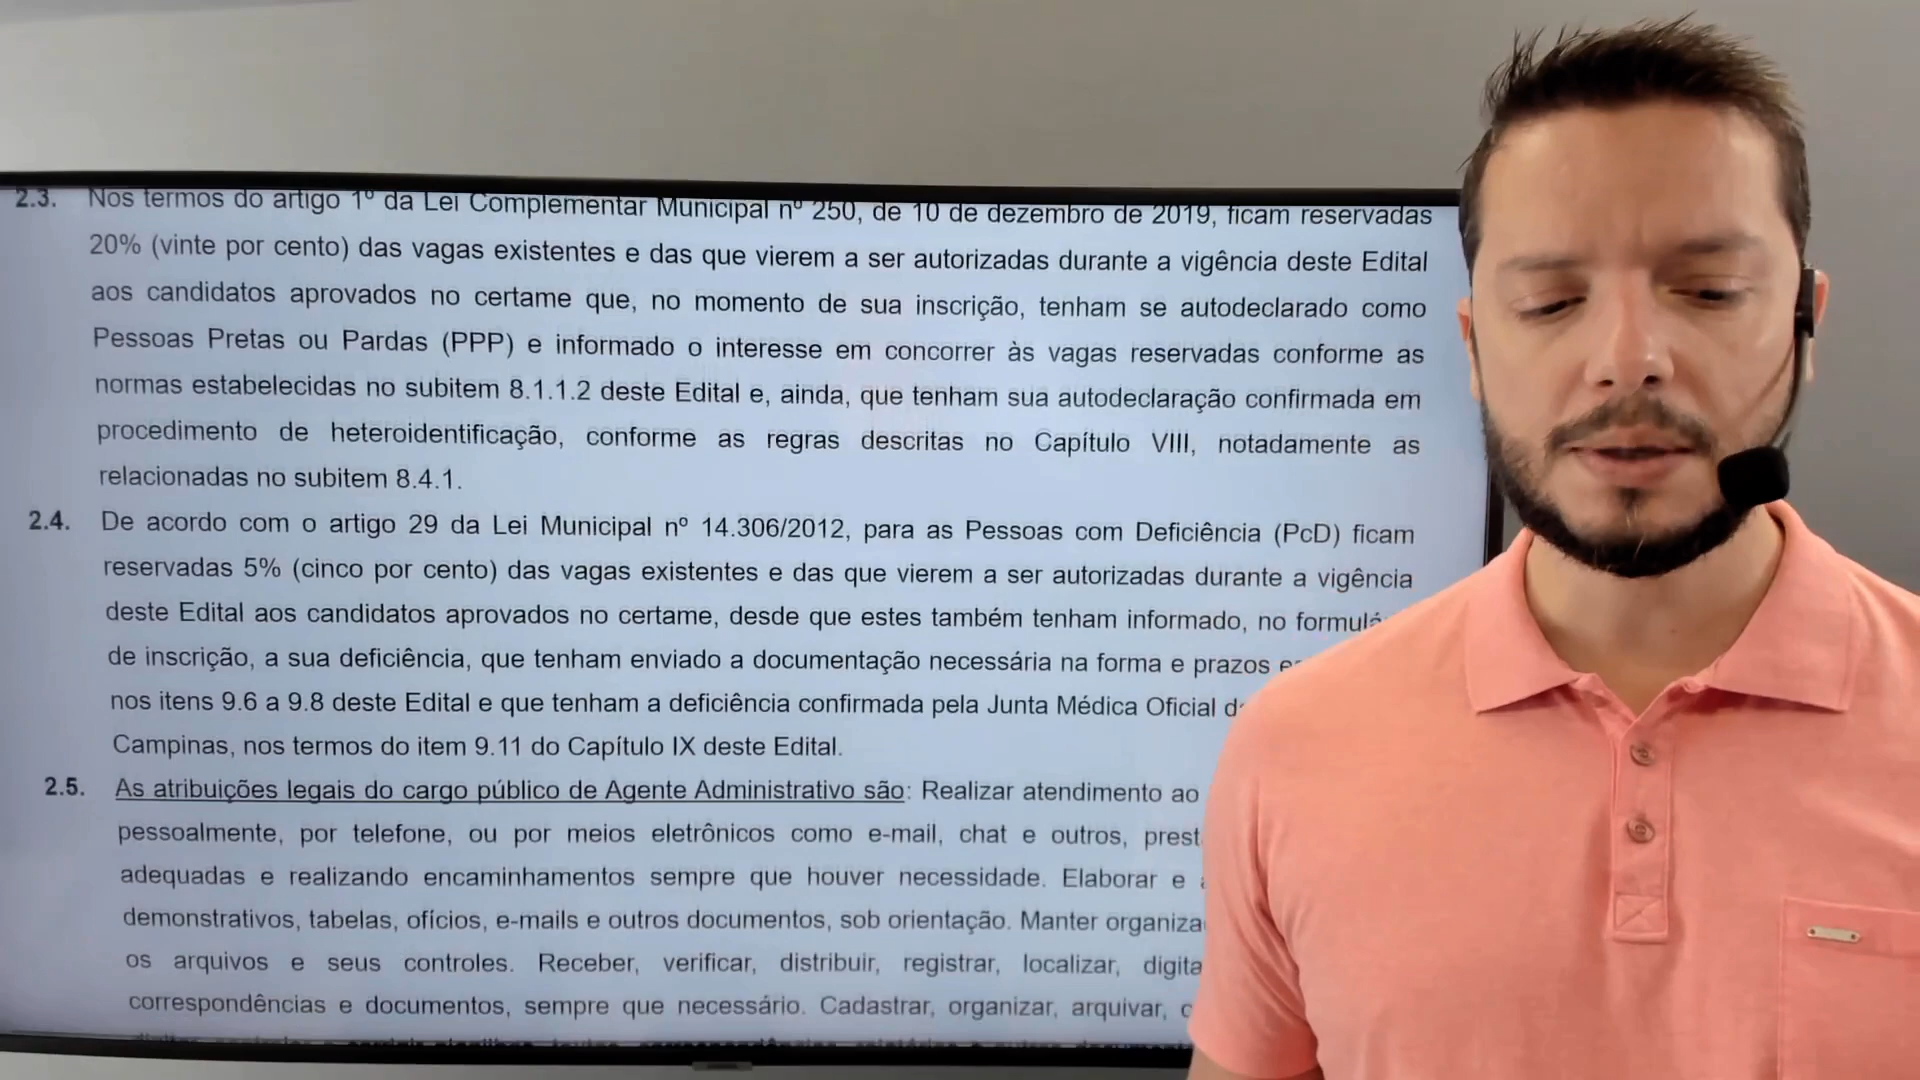 2.3. Nos termos do artigo 1º da Lei Complementar Municipal nº 250, de 10 de dezembro de 2019, ficam reservadas
20% (vinte por cento) das vagas existentes e das que vierem a ser autorizadas durante a vigência deste Edital
aos candidatos aprovados no certame que, no momento de sua inscrição, tenham se autodeclarado como
Pessoas Pretas ou Pardas (PPP) e informado o interesse em concorrer às vagas reservadas conforme as
normas estabelecidas no subitem 8.1.1.2 deste Edital e, ainda, que tenham sua autodeclaração confirmada em
procedimento de heteroidentificação, conforme as regras descritas no Capítulo VIII, notadamente as
relacionadas no subitem 8.4.1.
2.4. De acordo com o artigo 29 da Lei Municipal nº 14.306/2012, para as Pessoas com Deficiência (PcD) ficam
reservadas 5% (cinco por cento) das vagas existentes e das que vierem a ser autorizadas durante a vigência
deste Edital aos candidatos aprovados no certame, desde que estes também tenham informado, no formulá
de inscrição, a sua deficiência, que tenham enviado a documentação necessária na forma e prazos
nos itens 9.6 a 9.8 deste Edital e que tenham a deficiência confirmada pela Junta Médica Oficial
Campinas, nos termos do item 9.11 do Capítulo IX deste Edital.
2.5. As atribuições legais do cargo público de Agente Administrativo são: Realizar atendimento ao
pessoalmente, por telefone, ou por meios eletrônicos como e-mail, chat e outros, prest
adequadas e realizando encaminhamentos sempre que houver necessidade. Elaborar e
demonstrativos, tabelas, ofícios, e-mails e outros documentos, sob orientação. Manter organiza
os arquivos e seus controles. Receber, verificar, distribuir, registrar, localizar, digita
correspondências e documentos, sempre que necessário. Cadastrar, organizar, arquivar,